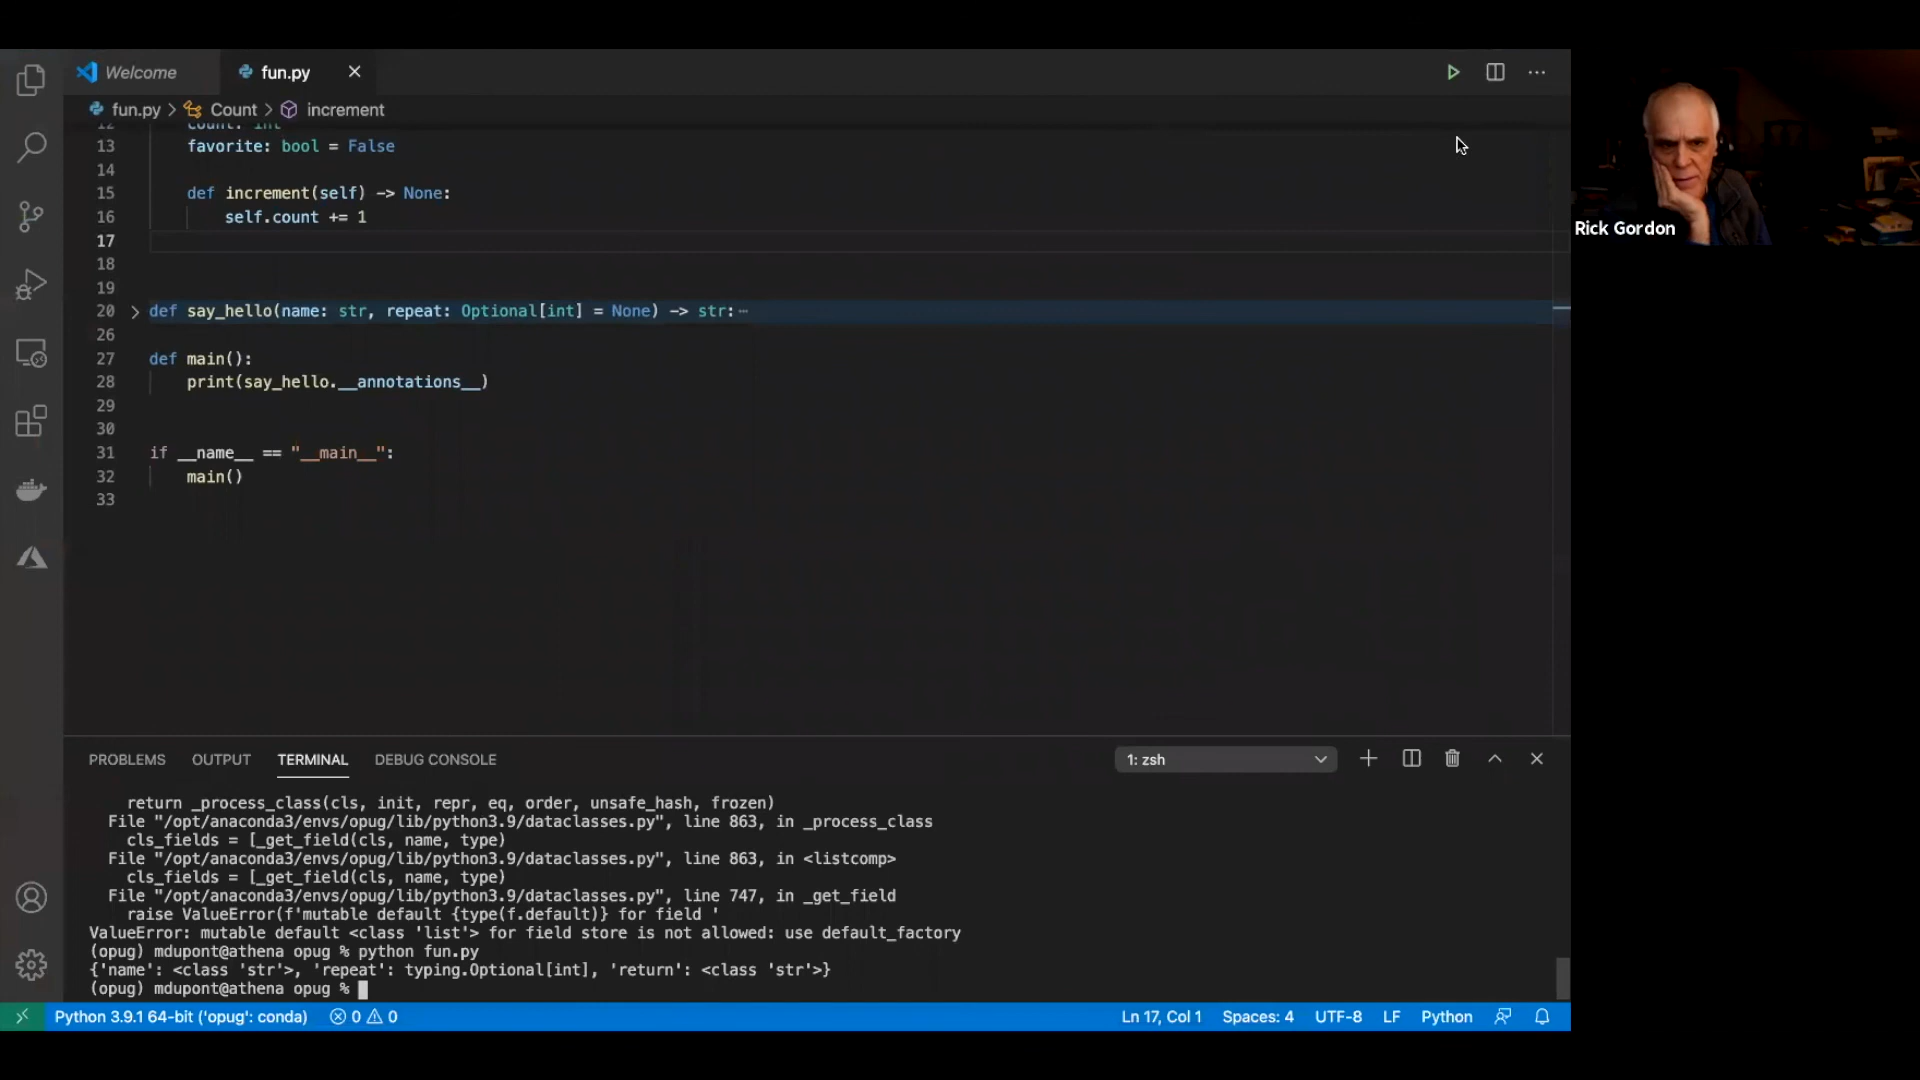 Welcome
fun.py
fun.py > Count > increment
12 count: int
13 favorite: bool = False
14
15 def increment(self) -> None:
16 self.count += 1
17
18
19
20 def say_hello(name: str, repeat: Optional[int] = None) -> str:
26
27 def main():
28 print(say_hello.__annotations__)
29
30
31 if __name__ == "__main__":
32 main()
33
Rick Gordon
PROBLEMS OUTPUT TERMINAL DEBUG CONSOLE
1: zsh
return _process_class(cls, init, repr, eq, order, unsafe_hash, frozen)
File "/opt/anaconda3/envs/opug/lib/python3.9/dataclasses.py", line 863, in _process_class
cls_fields = [_get_field(cls, name, type)
File "/opt/anaconda3/envs/opug/lib/python3.9/dataclasses.py", line 863, in <listcomp>
cls_fields = [_get_field(cls, name, type)
File "/opt/anaconda3/envs/opug/lib/python3.9/dataclasses.py", line 747, in _get_field
raise ValueError(f'mutable default {type(f.default)} for field '
ValueError: mutable default <class 'list'> for field store is not allowed: use default_factory
(opug) mdupont@athena opug % python fun.py
{'name': <class 'str'>, 'repeat': typing.Optional[int], 'return': <class 'str'>}
(opug) mdupont@athena opug %
Python 3.9.1 64-bit ('opug': conda) 0 0 Ln 17, Col 1 Spaces: 4 UTF-8 LF Python